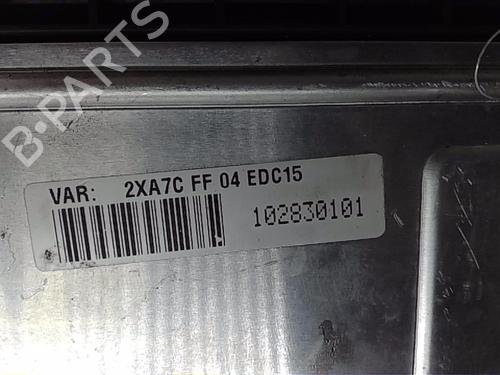 B-PARTS
VAR: 2XA7C FF 04 EDC15
102830101